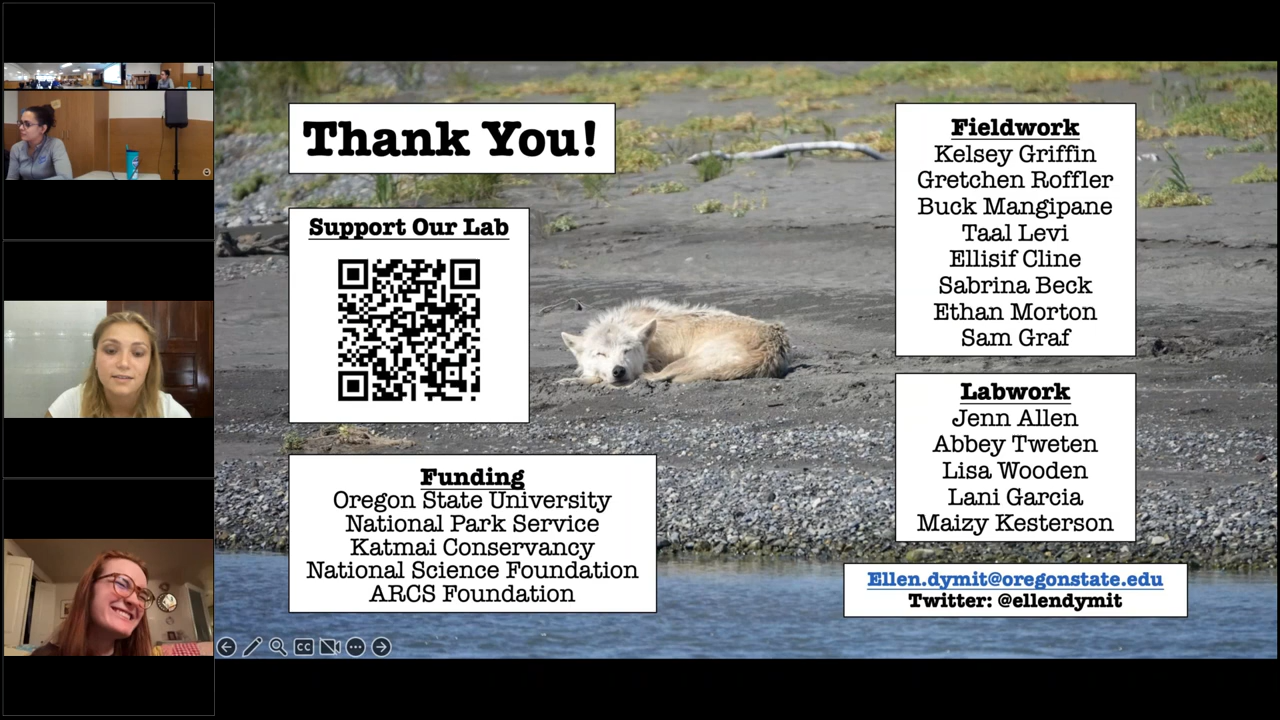 Thank You!
Support Our Lab
Funding
Oregon State University
National Park Service
Katmai Conservancy
National Science Foundation
ARCS Foundation
Fieldwork
Kelsey Griffin
Gretchen Roffler
Buck Mangipane
Taal Levi
Ellisif Cline
Sabrina Beck
Ethan Morton
Sam Graf
Labwork
Jenn Allen
Abbey Tweten
Lisa Wooden
Lani Garcia
Maizy Kesterson
Ellen.dymit@oregonstate.edu
Twitter: @ellendymit
CC